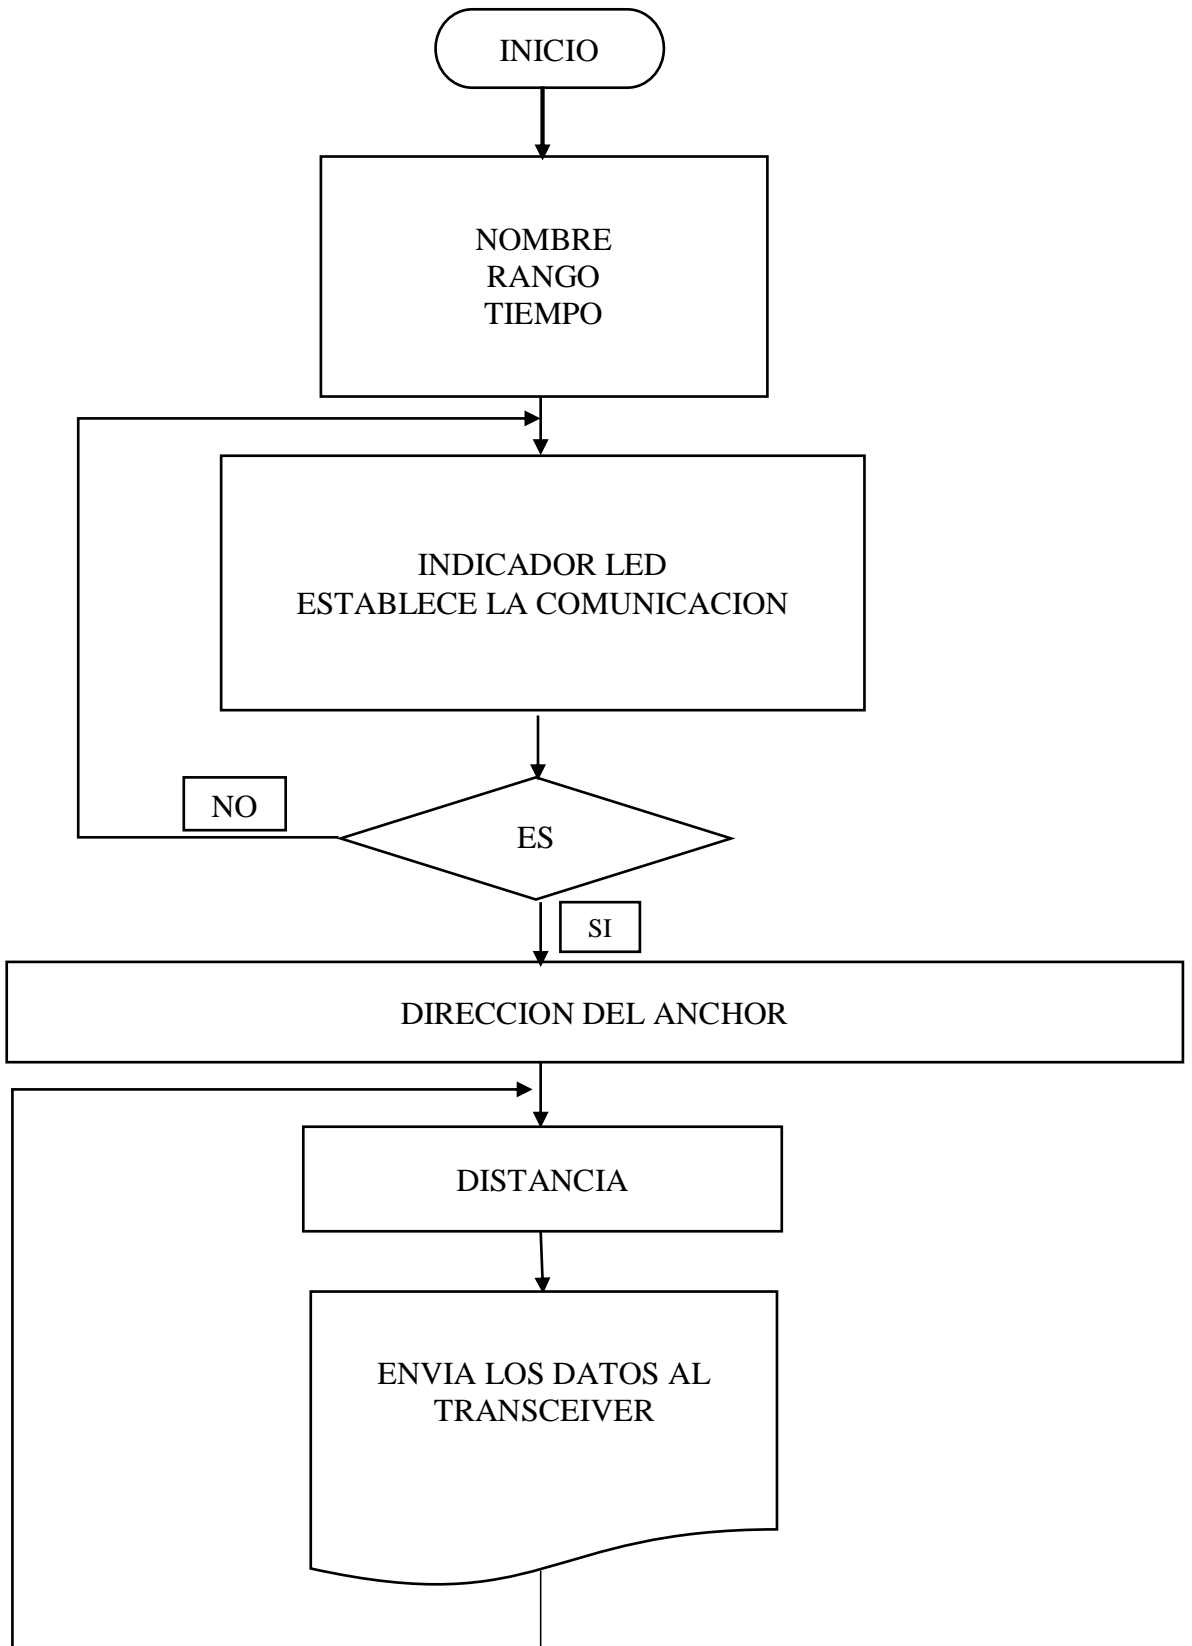 INICIO
NOMBRE
RANGO
TIEMPO
INDICADOR LED
ESTABLECE LA COMUNICACION
NO
ES
SI
DIRECCION DEL ANCHOR
DISTANCIA
ENVIA LOS DATOS AL
TRANSCEIVER